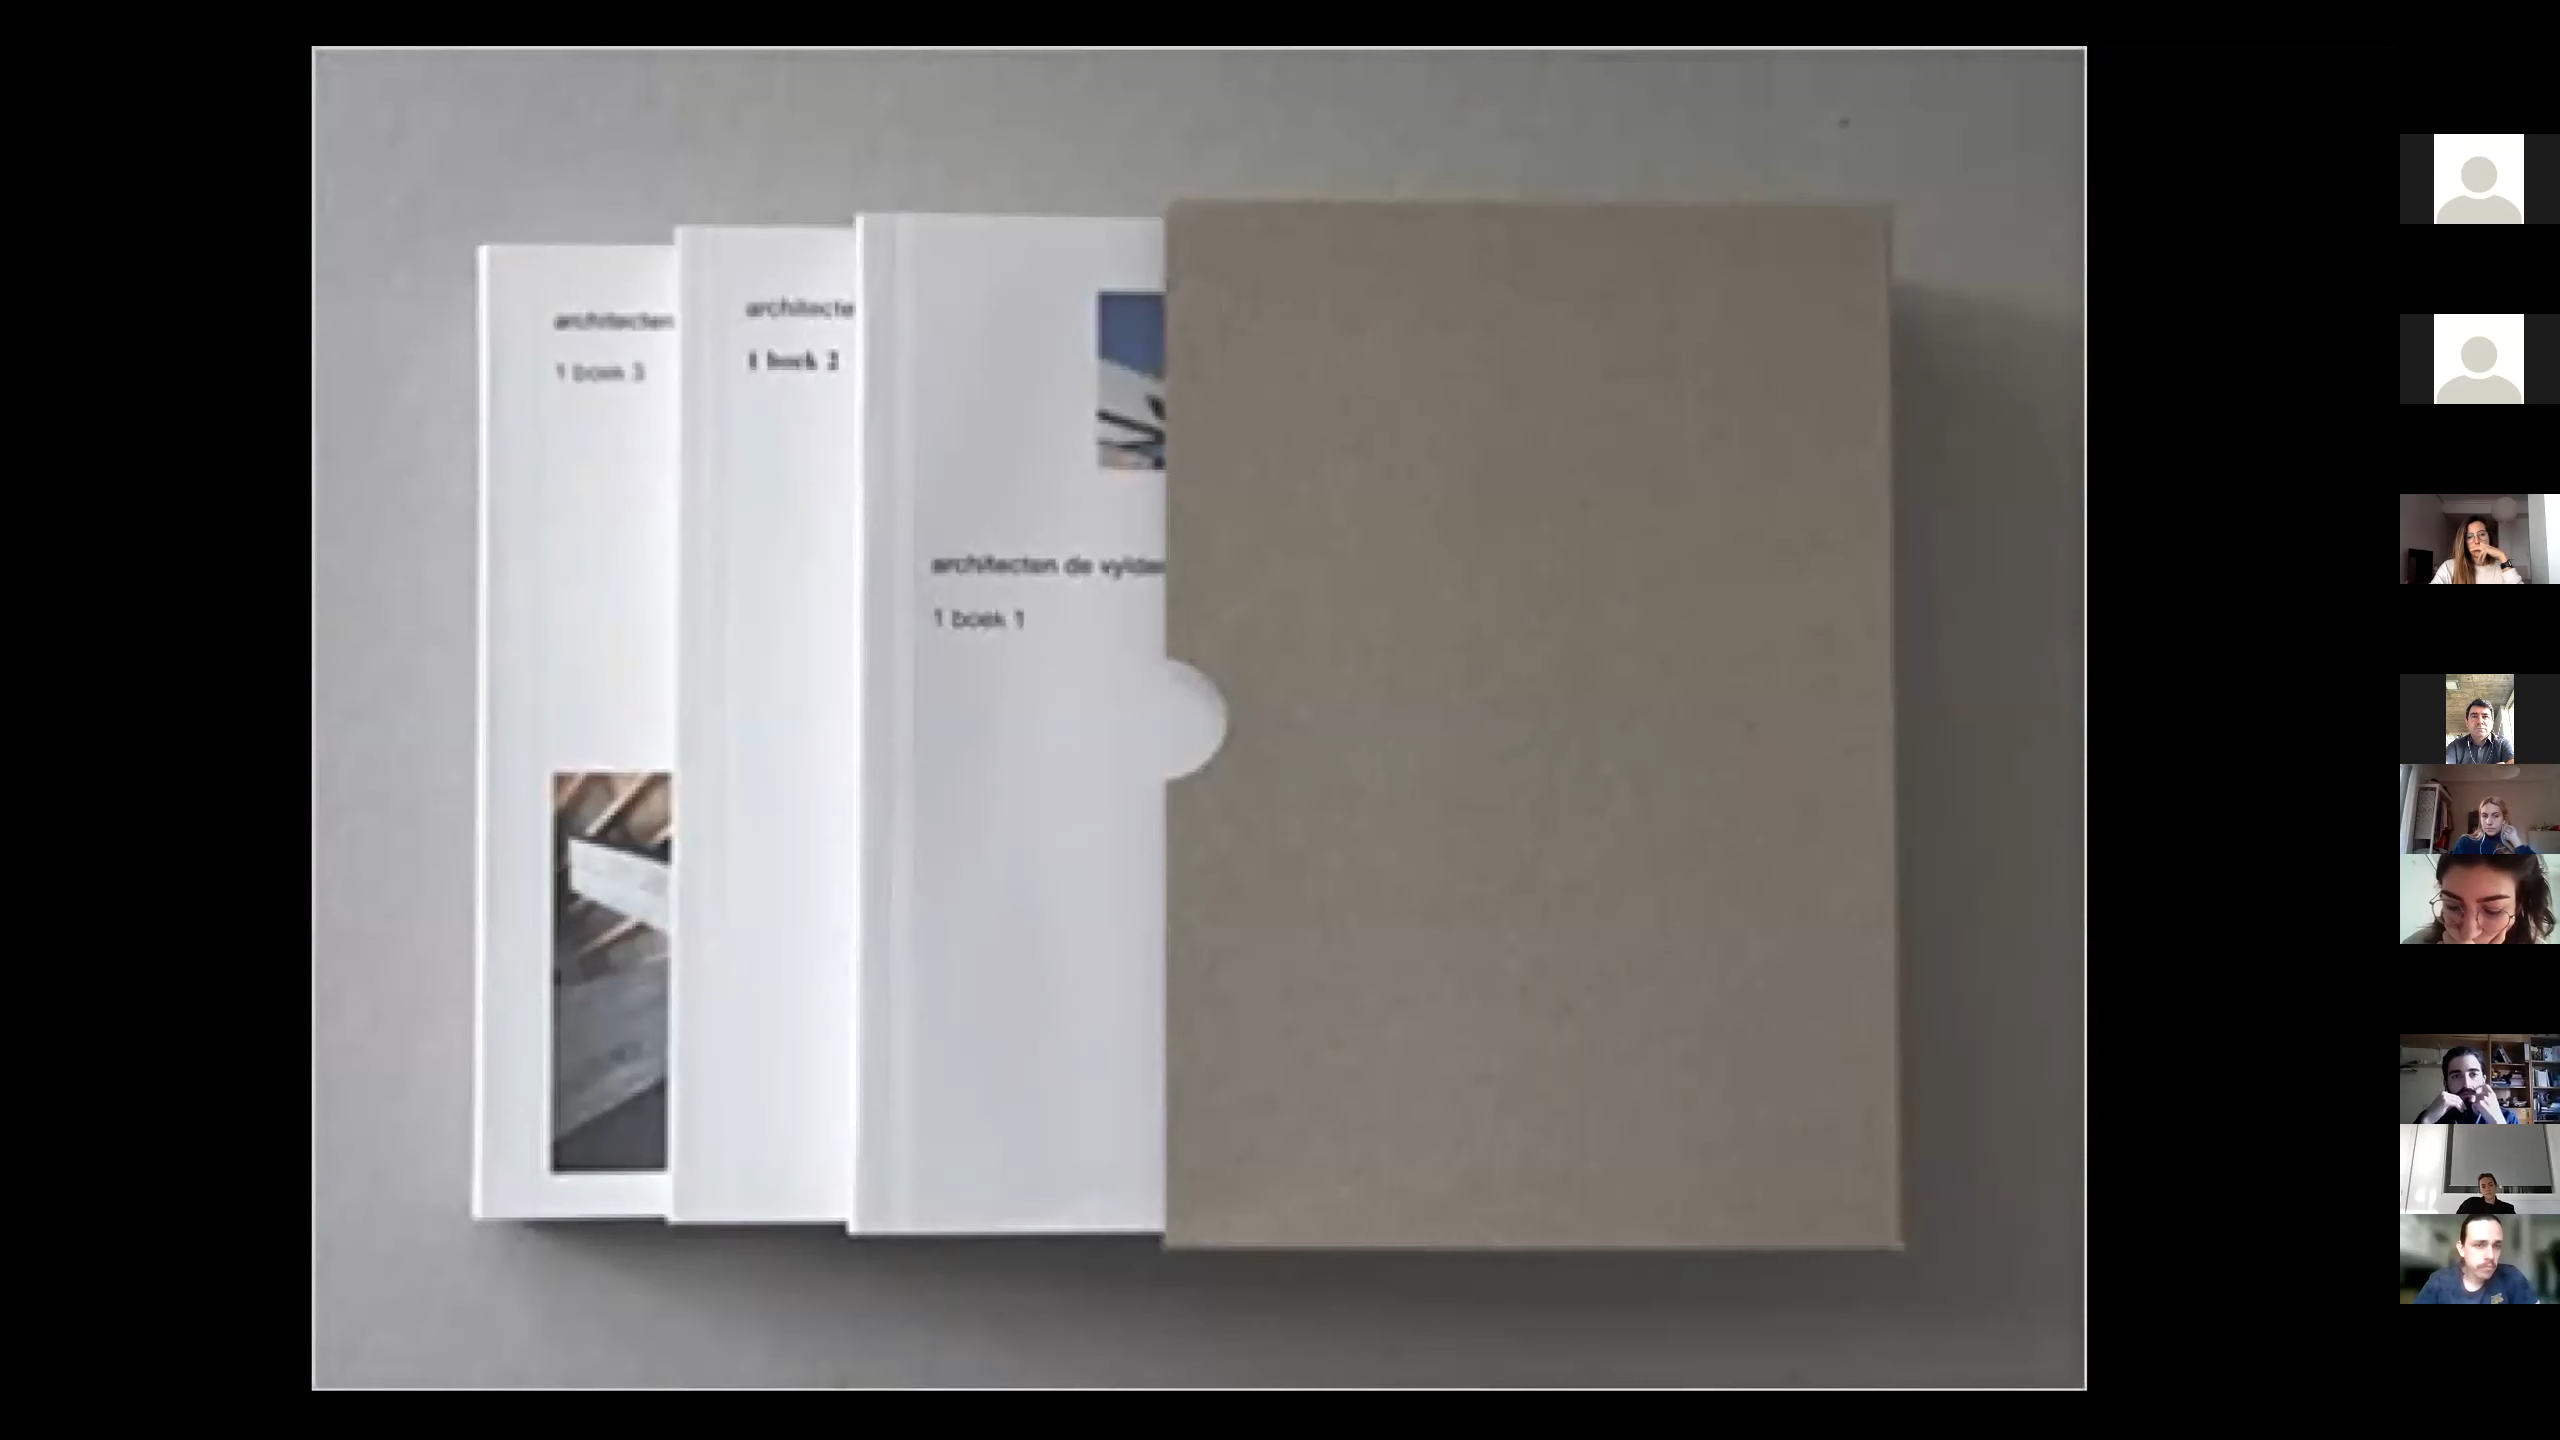 architecten
1 boek 3
architecte
1 boek 2
architecten de vylder
1 boek 1